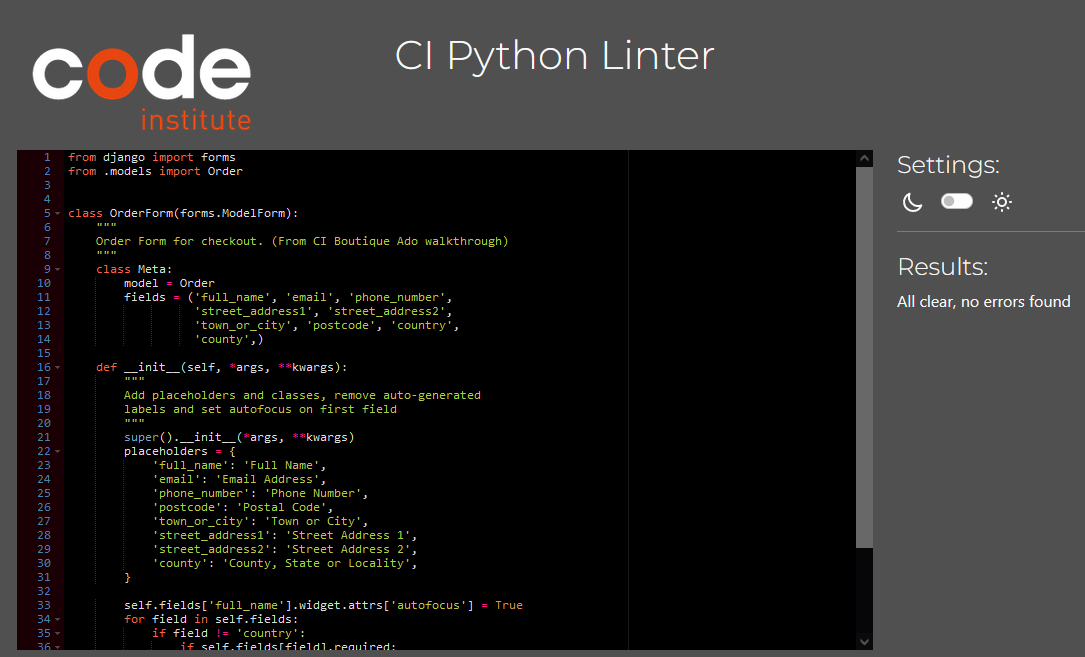 code
institute
CI Python Linter
1 from django import forms
2 from .models import Order
3
4
5 class OrderForm(forms.ModelForm):
6     """
7     Order Form for checkout. (From CI Boutique Ado walkthrough)
8     """
9     class Meta:
10         model = Order
11         fields = ('full_name', 'email', 'phone_number',
12                   'street_address1', 'street_address2',
13                   'town_or_city', 'postcode', 'country',
14                   'county',)
15
16     def __init__(self, *args, **kwargs):
17         """
18         Add placeholders and classes, remove auto-generated
19         labels and set autofocus on first field
20         """
21         super().__init__(*args, **kwargs)
22         placeholders = {
23             'full_name': 'Full Name',
24             'email': 'Email Address',
25             'phone_number': 'Phone Number',
26             'postcode': 'Postal Code',
27             'town_or_city': 'Town or City',
28             'street_address1': 'Street Address 1',
29             'street_address2': 'Street Address 2',
30             'county': 'County, State or Locality',
31         }
32
33         self.fields['full_name'].widget.attrs['autofocus'] = True
34         for field in self.fields:
35             if field != 'country':
36                 if self.fields[field].required:
Settings:
Results:
All clear, no errors found